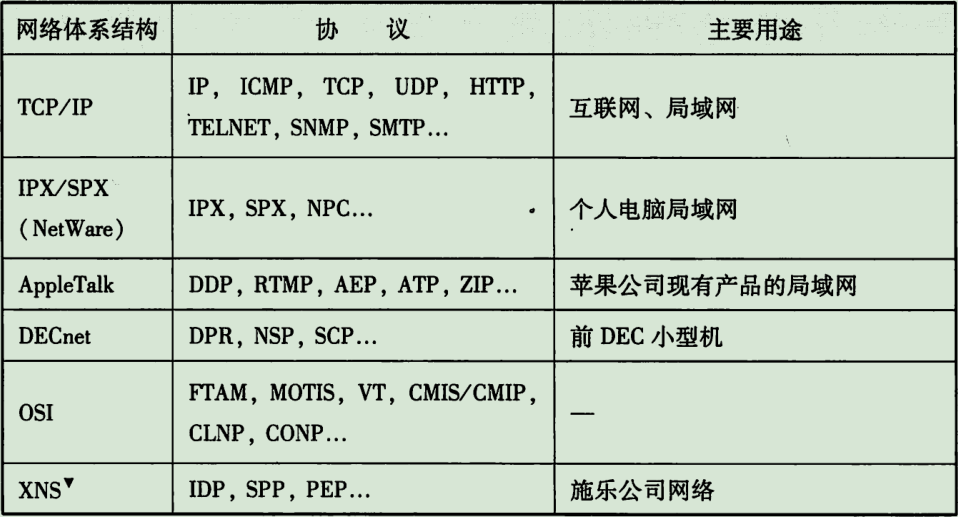 网络体系结构 协 议 主要用途
TCP/IP IP, ICMP, TCP, UDP, HTTP, 互联网、局域网
TELNET, SNMP, SMTP…
IPX/SPX
(NetWare) IPX, SPX, NPC… 个人电脑局域网
AppleTalk DDP, RTMP, AEP, ATP, ZIP… 苹果公司现有产品的局域网
DECnet DPR, NSP, SCP… 前 DEC 小型机
OSI FTAM, MOTIS, VT, CMIS/CMIP, —
CLNP, CONP…
XNS▼ IDP, SPP, PEP… 施乐公司网络